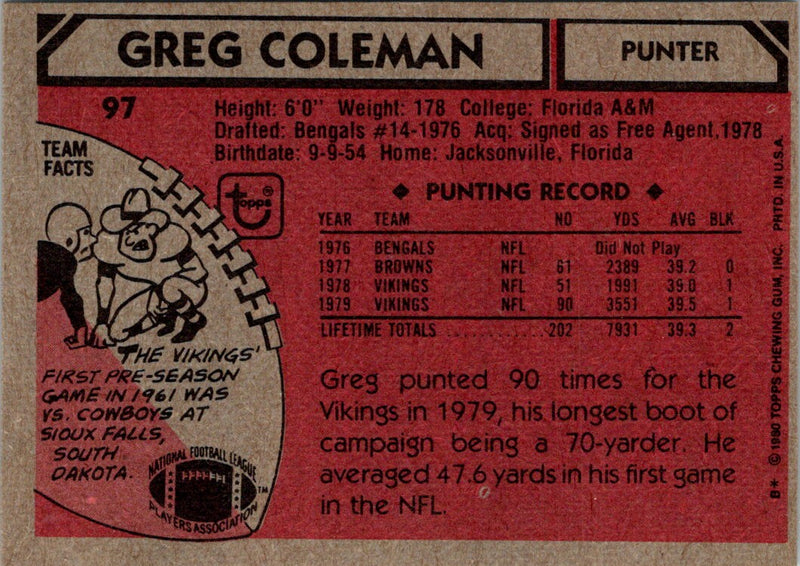 GREG COLEMAN
PUNTER
97
Height: 6'0" Weight: 178 College: Florida A&M
Drafted: Bengals #14-1976 Acq: Signed as Free Agent, 1978
Birthdate: 9-9-54 Home: Jacksonville, Florida
TEAM
FACTS
topps®
THE VIKINGS'
FIRST PRE-SEASON
GAME IN 1961 WAS
VS. COWBOYS AT
SIOUX FALLS,
SOUTH
DAKOTA.
NATIONAL FOOTBALL LEAGUE
PLAYERS ASSOCIATION
TM
◆ PUNTING RECORD ◆
YEAR TEAM NO YDS AVG BLK
1976 BENGALS NFL Did Not Play
1977 BROWNS NFL 61 2389 39.2 0
1978 VIKINGS NFL 51 1991 39.0 1
1979 VIKINGS NFL 90 3551 39.5 1
LIFETIME TOTALS .............. 202 7931 39.3 2
Greg punted 90 times for the
Vikings in 1979, his longest boot of
campaign being a 70-yarder. He
averaged 47.6 yards in his first game
in the NFL.
B* © 1980 TOPPS CHEWING GUM, INC. PRTD. IN U.S.A.